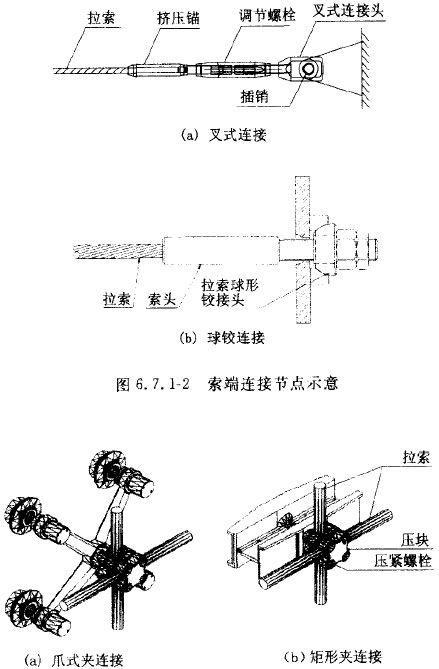 拉索
挤压锚
调节螺栓
叉式连接头
插销
(a) 叉式连接
拉索
索头
拉索球形
铰接头
(b) 球铰连接
图 6.7.1-2 索端连接节点示意
拉索
压块
压紧螺栓
(a) 爪式夹连接
(b) 矩形夹连接